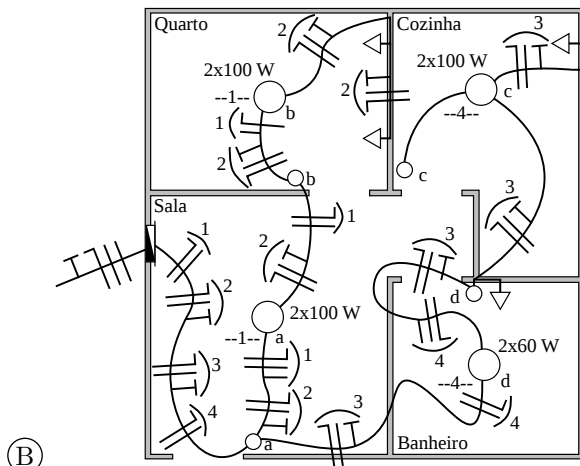 Quarto
Cozinha
2
3
2x100 W
2x100 W
--1--
b
2
c
--4--
1
2
b
c
Sala
3
1
1
3
2
2
d
2x100 W
--1--
a
2x60 W
1
4
3
--4--
d
2
4
3
4
a
Banheiro
B